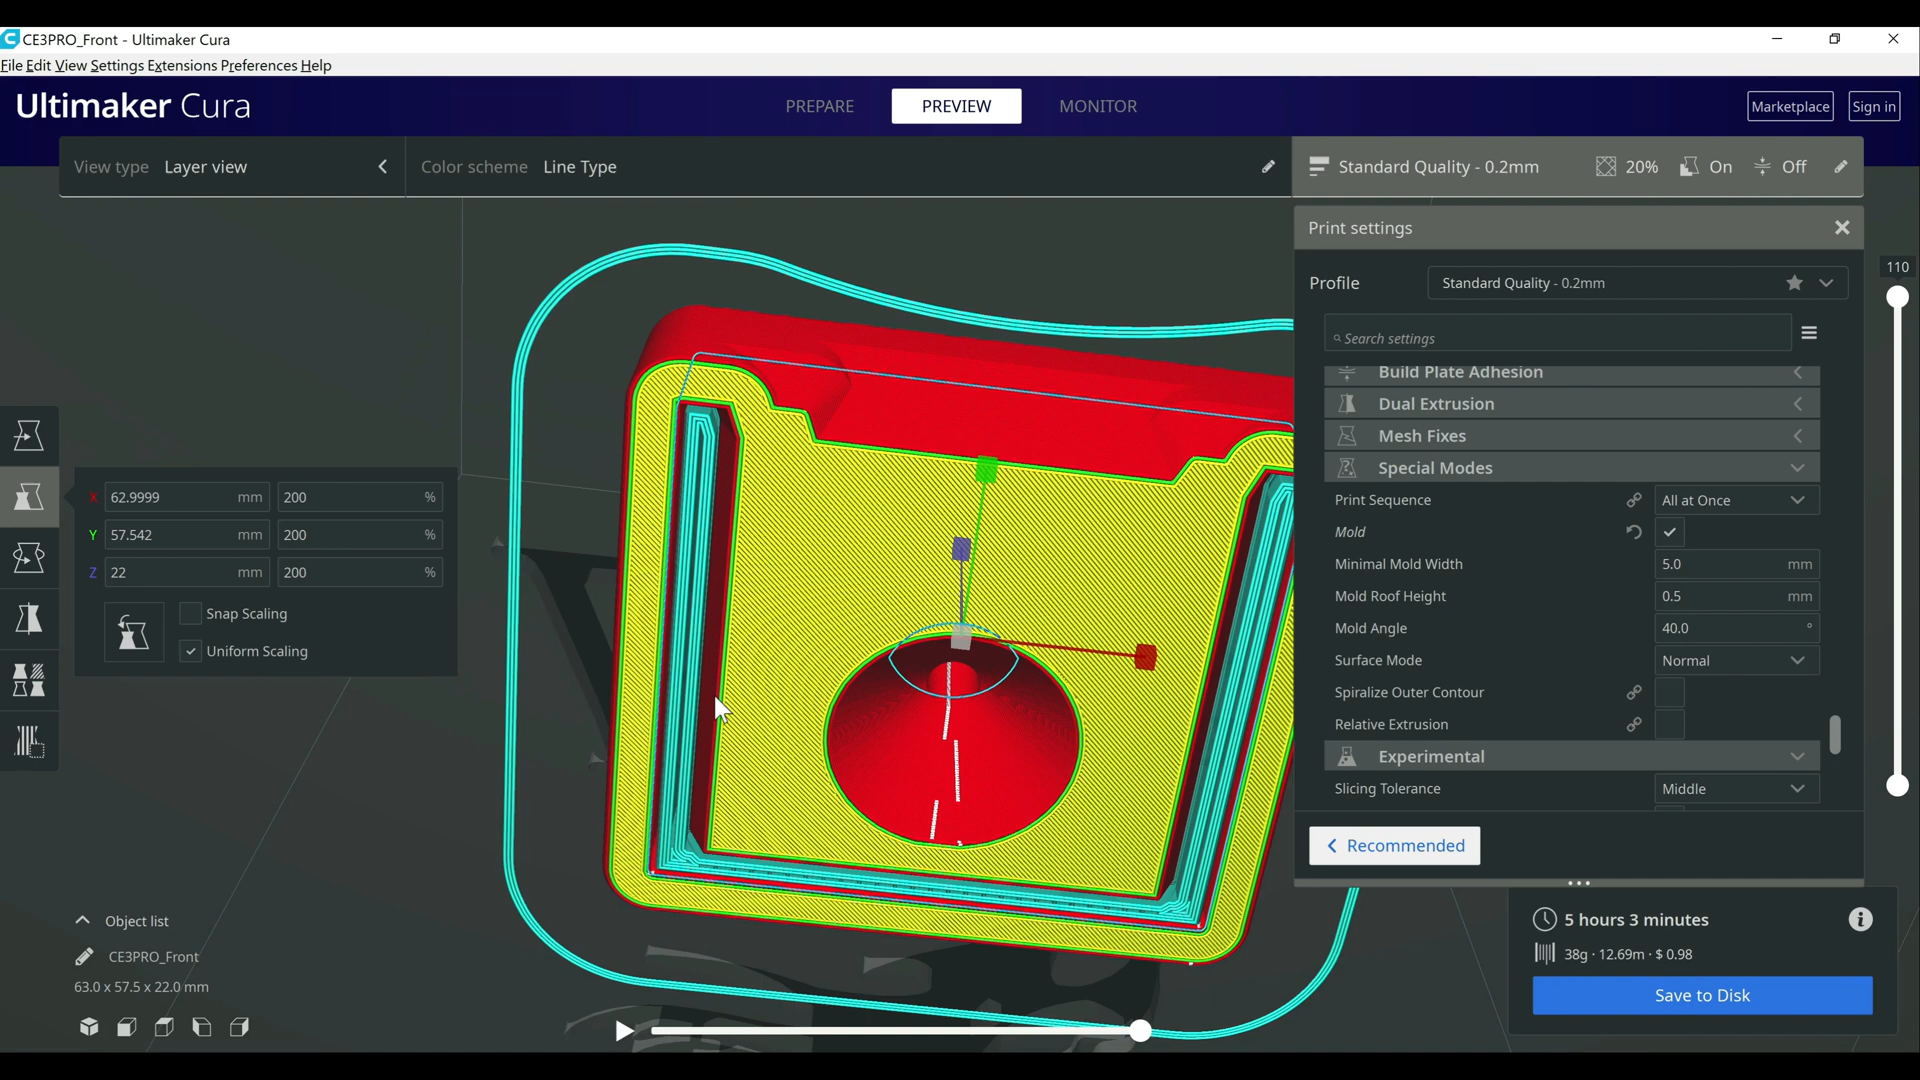 CE3PRO_Front - Ultimaker Cura
File Edit View Settings Extensions Preferences Help
Ultimaker Cura
PREPARE
PREVIEW
MONITOR
Marketplace
Sign in
View type Layer view
Color scheme Line Type
Standard Quality - 0.2mm
20%
On
Off
Print settings
Profile
Standard Quality - 0.2mm
Search settings
Build Plate Adhesion
Dual Extrusion
Mesh Fixes
Special Modes
Print Sequence All at Once
Mold
Minimal Mold Width 5.0 mm
Mold Roof Height 0.5 mm
Mold Angle 40.0 °
Surface Mode Normal
Spiralize Outer Contour
Relative Extrusion
Experimental
Slicing Tolerance Middle
Recommended
110
X 62.9999 mm 200 %
Y 57.542 mm 200 %
Z 22 mm 200 %
Snap Scaling
Uniform Scaling
Object list
CE3PRO_Front
63.0 x 57.5 x 22.0 mm
5 hours 3 minutes
38g · 12.69m · $ 0.98
Save to Disk